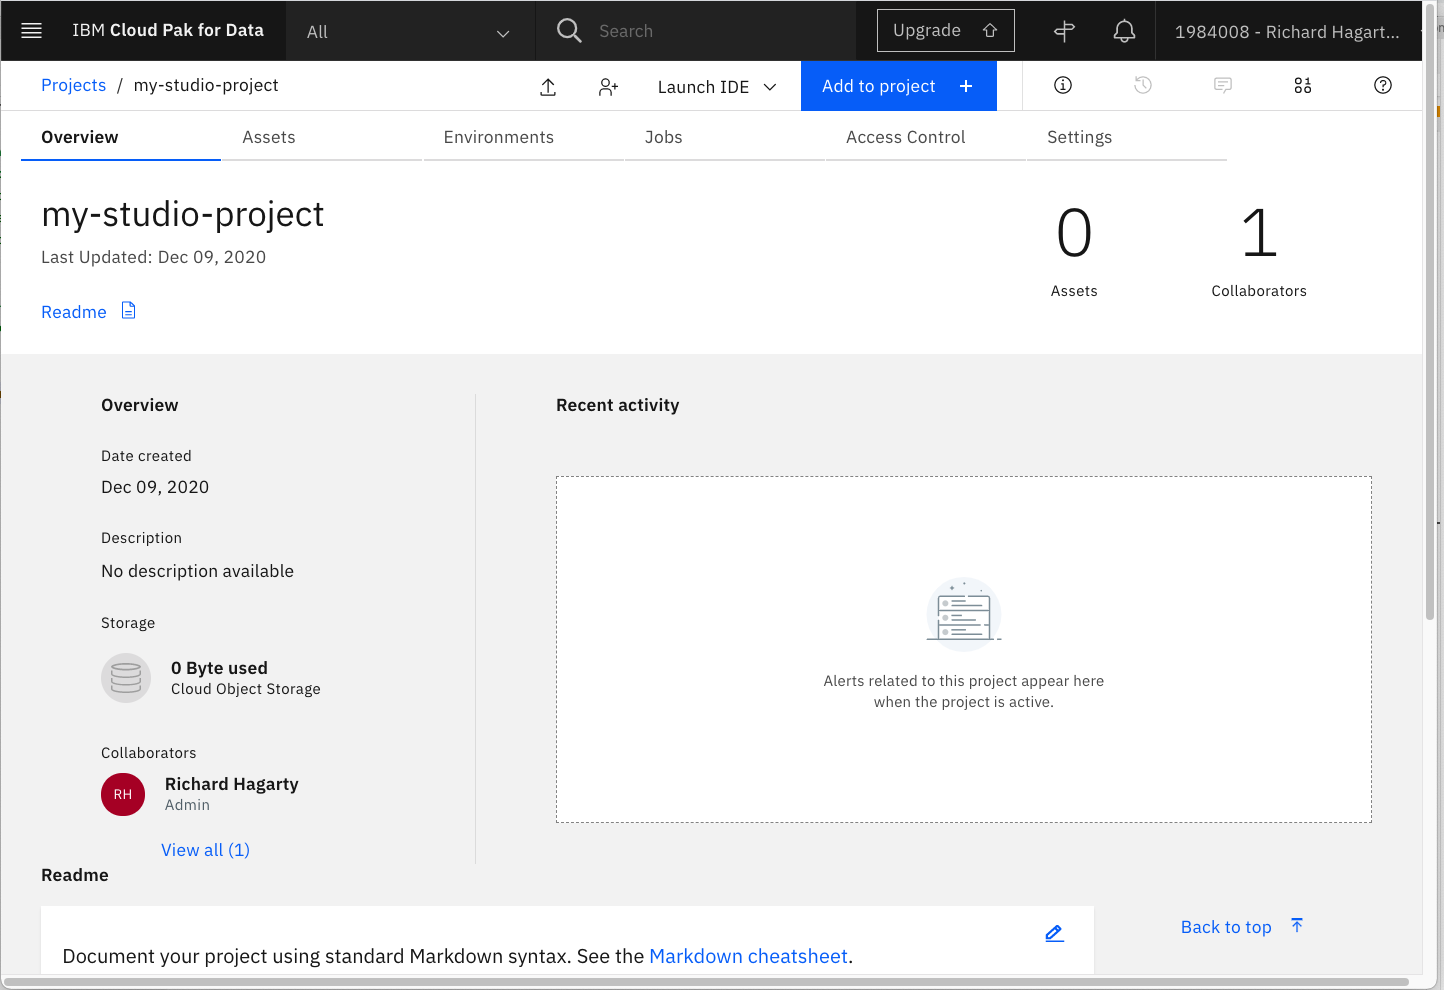 IBM Cloud Pak for Data
All
Search
Upgrade
1984008 - Richard Hagart...
Projects / my-studio-project
Launch IDE
Add to project +
Overview
Assets
Environments
Jobs
Access Control
Settings
my-studio-project
Last Updated: Dec 09, 2020
Readme
0
Assets
1
Collaborators
Overview
Date created
Dec 09, 2020
Description
No description available
Storage
0 Byte used
Cloud Object Storage
Collaborators
RH
Richard Hagarty
Admin
View all (1)
Recent activity
Alerts related to this project appear here
when the project is active.
Readme
Document your project using standard Markdown syntax. See the Markdown cheatsheet.
Back to top